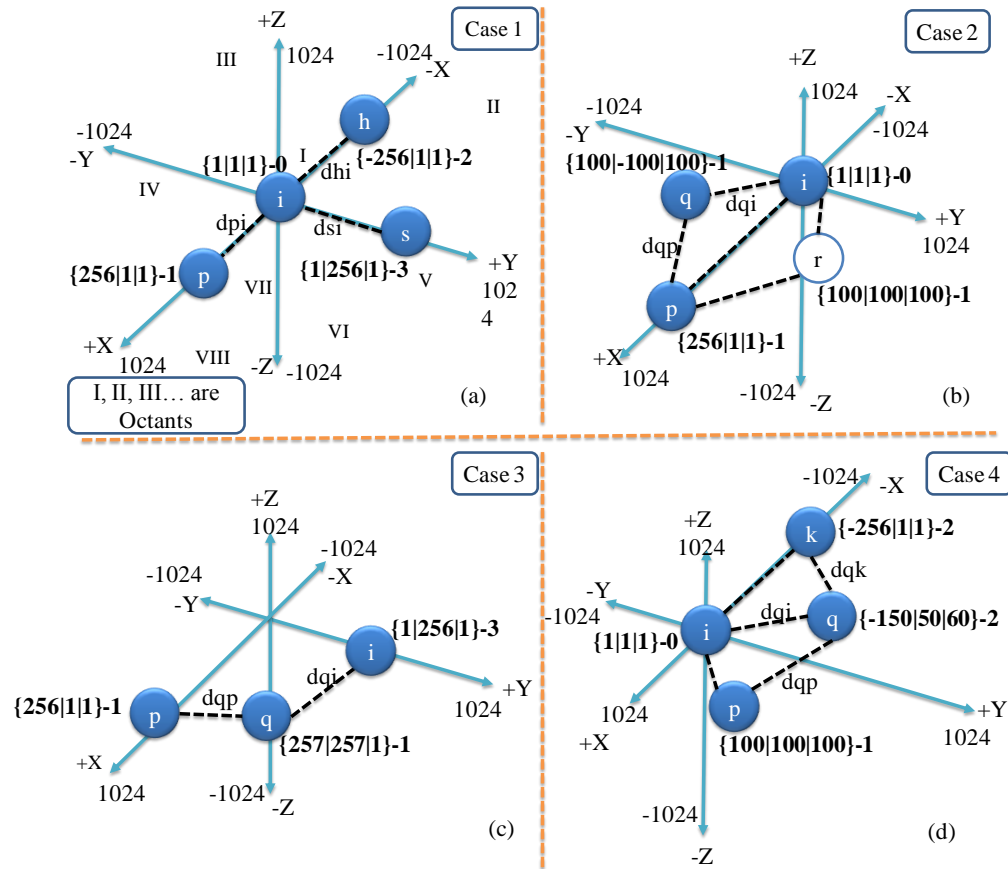 Case 1
+Z
1024
III
-1024
-X
II
h
-1024
-Y
I
{1|1|1}-0
{-256|1|1}-2
dhi
IV
i
dpi
dsi
s
{256|1|1}-1
p
{1|256|1}-3
V
+Y
102
4
VII
VI
+X
1024
VIII
-Z
-1024
(a)
I, II, III… are
Octants
Case 2
+Z
1024
-X
-1024
-1024
-Y
{100|-100|100}-1
i
{1|1|1}-0
q
dqi
+Y
1024
dqp
r
{100|100|100}-1
p
{256|1|1}-1
+X
1024
-1024
-Z
(b)
Case 3
+Z
1024
-1024
-X
-1024
-Y
{1|256|1}-3
i
dqi
+Y
1024
{256|1|1}-1
p
dqp
q
{257|257|1}-1
+X
1024
-1024
-Z
(c)
Case 4
-1024
-X
+Z
1024
k
{-256|1|1}-2
dqk
-Y
-1024
dqi
q
{-150|50|60}-2
{1|1|1}-0
i
dqp
p
{100|100|100}-1
1024
+X
+Y
1024
-1024
-Z
(d)